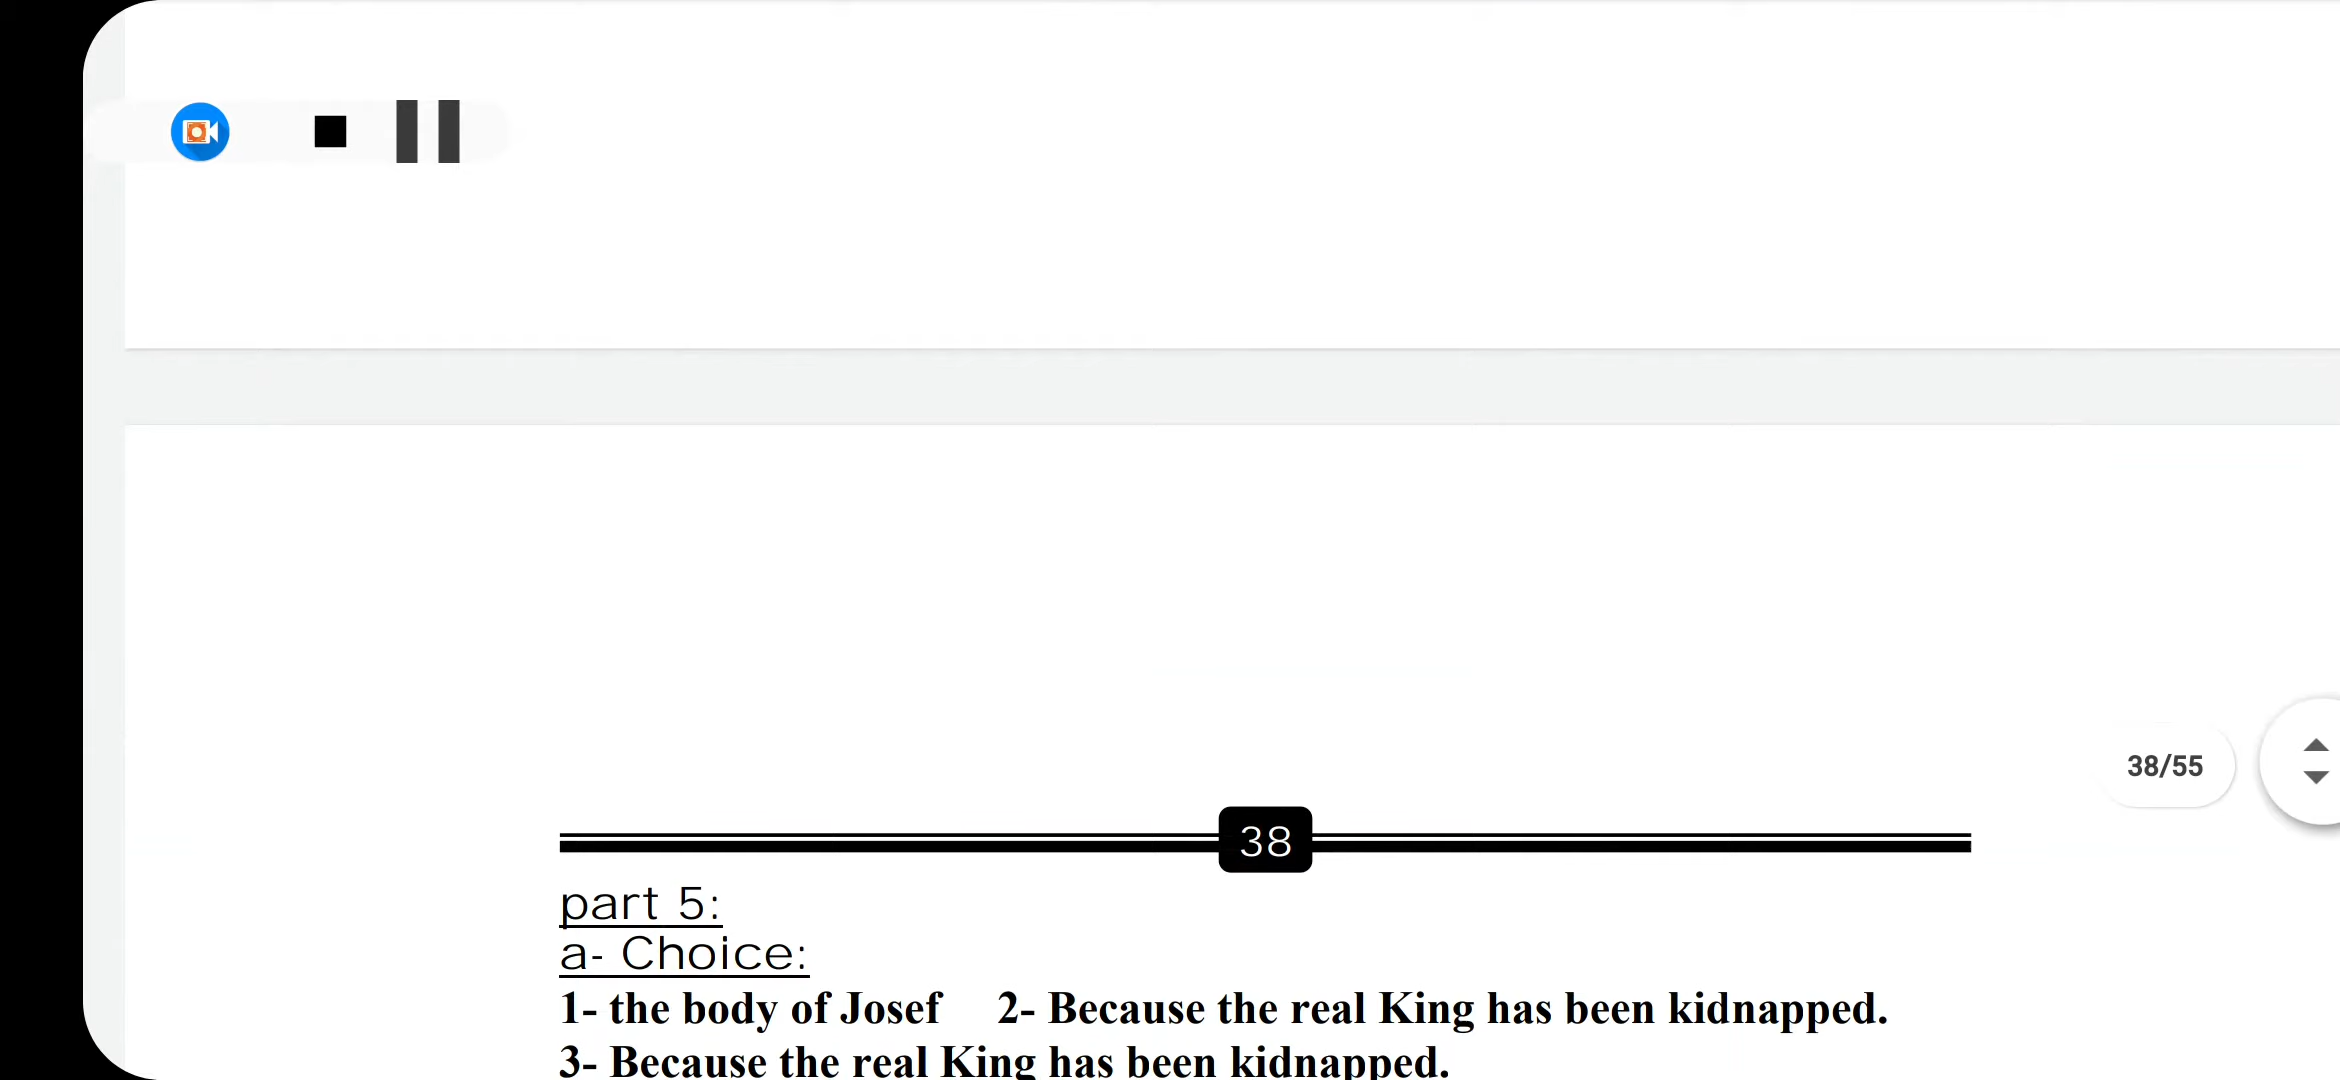 38/55
38
part 5:
a- Choice:
1- the body of Josef 2- Because the real King has been kidnapped.
3- Because the real King has been kidnapped.